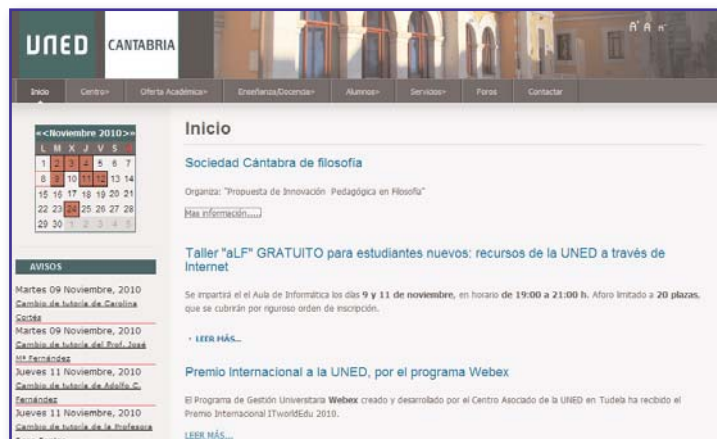 UNED
CANTABRIA
A+ A A-
Inicio
Centro»
Oferta Académica»
Enseñanza/Docencia»
Alumnos»
Servicios»
Foros
Contactar
«<Noviembre 2010>»
L M X J V S
1 2 3 4 5 6 7
8 9 10 11 12 13 14
15 16 17 18 19 20 21
22 23 24 25 26 27 28
29 30 1 2 3 4 5
AVISOS
Martes 09 Noviembre, 2010
Cambio de tutoría de Carolina
Cortés
Martes 09 Noviembre, 2010
Cambio de tutoría del Prof. José
Mª Fernández
Jueves 11 Noviembre, 2010
Cambio de tutoría de Adolfo C.
Fernández
Jueves 11 Noviembre, 2010
Cambio de tutoría de la Profesora
Inicio
Sociedad Cántabra de filosofía
Organiza: "Propuesta de Innovación Pedagógica en Filosofía"
Mas información.....
Taller "aLF" GRATUITO para estudiantes nuevos: recursos de la UNED a través de
Internet
Se impartirá el el Aula de Informática los días 9 y 11 de noviembre, en horario de 19:00 a 21:00 h. Aforo limitado a 20 plazas,
que se cubrirán por riguroso orden de inscripción.
LEER MÁS...
Premio Internacional a la UNED, por el programa Webex
El Programa de Gestión Universitaria Webex creado y desarrollado por el Centro Asociado de la UNED en Tudela ha recibido el
Premio Internacional ITworldEdu 2010.
LEER MÁS...